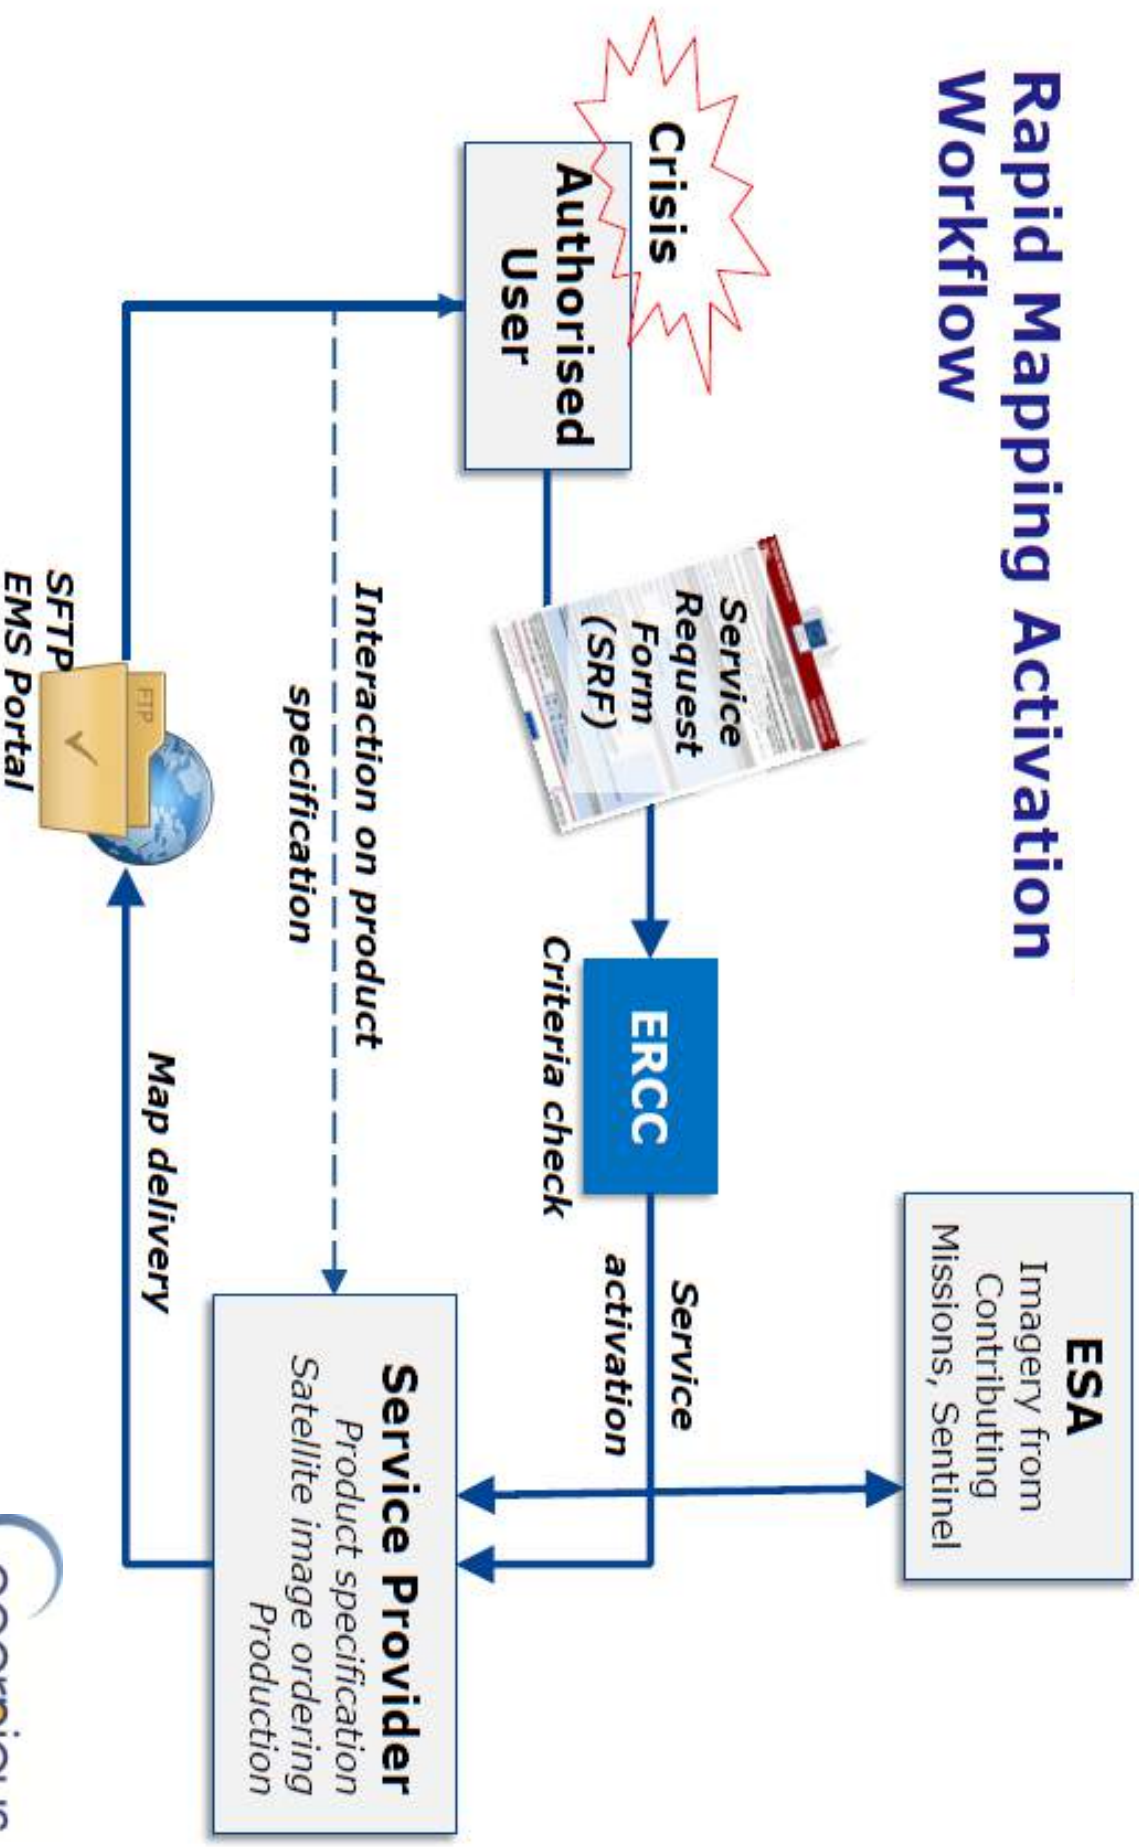 Rapid Mapping Activation
Workflow
Crisis
Authorised
User
Service
Request
Form
(SRF)
ERCC
Criteria check
Service
activation
ESA
Imagery from
Contributing
Missions, Sentinel
Interaction on product
specification
Service Provider
Product specification
Satellite image ordering
Production
Map delivery
FTP
SFTP
EMS Portal